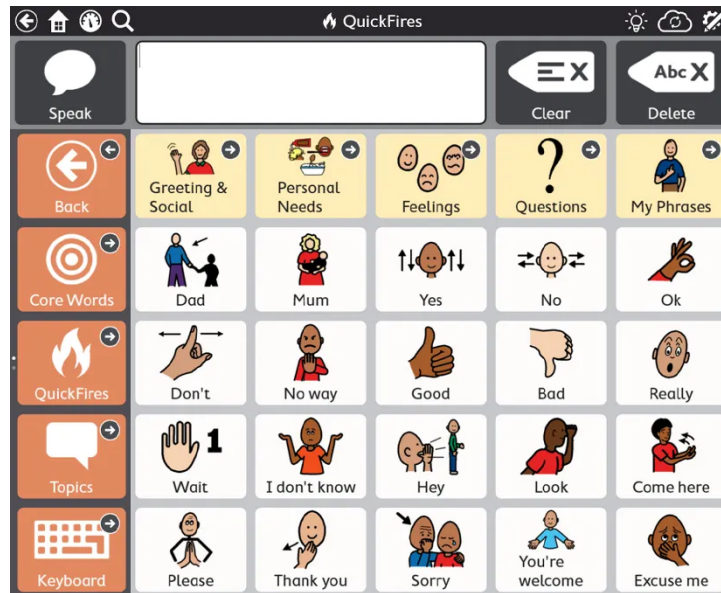 QuickFires
Speak
Clear
Abc X
Delete
Back
Greeting &
Social
Personal
Needs
Feelings
?
Questions
My Phrases
Core Words
Dad
Mum
Yes
No
Ok
QuickFires
Don't
No way
Good
Bad
Really
Topics
1
Wait
I don't know
Hey
Look
Come here
Keyboard
Please
Thank you
Sorry
You're
welcome
Excuse me